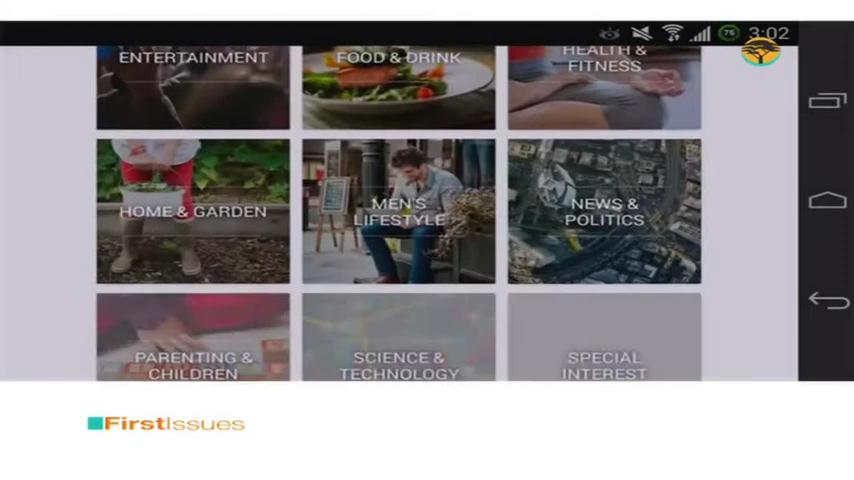 75 3:02
ENTERTAINMENT
FOOD & DRINK
HEALTH &
FITNESS
HOME & GARDEN
MEN'S
LIFESTYLE
NEWS &
POLITICS
PARENTING &
CHILDREN
SCIENCE &
TECHNOLOGY
SPECIAL
INTEREST
FirstIssues